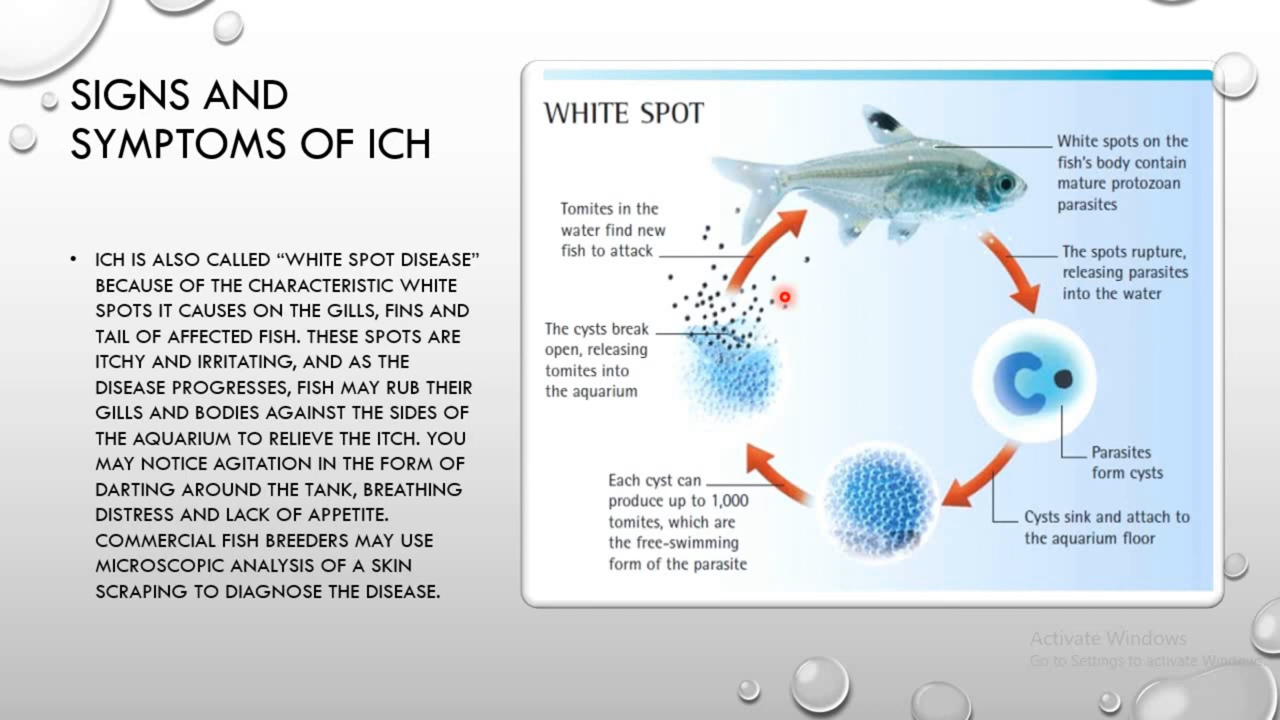 SIGNS AND
SYMPTOMS OF ICH
• ICH IS ALSO CALLED “WHITE SPOT DISEASE”
BECAUSE OF THE CHARACTERISTIC WHITE
SPOTS IT CAUSES ON THE GILLS, FINS AND
TAIL OF AFFECTED FISH. THESE SPOTS ARE
ITCHY AND IRRITATING, AND AS THE
DISEASE PROGRESSES, FISH MAY RUB THEIR
GILLS AND BODIES AGAINST THE SIDES OF
THE AQUARIUM TO RELIEVE THE ITCH. YOU
MAY NOTICE AGITATION IN THE FORM OF
DARTING AROUND THE TANK, BREATHING
DISTRESS AND LACK OF APPETITE.
COMMERCIAL FISH BREEDERS MAY USE
MICROSCOPIC ANALYSIS OF A SKIN
SCRAPING TO DIAGNOSE THE DISEASE.
WHITE SPOT
White spots on the
fish's body contain
mature protozoan
parasites
The spots rupture,
releasing parasites
into the water
Parasites
form cysts
Cysts sink and attach to
the aquarium floor
Each cyst can
produce up to 1,000
tomites, which are
the free-swimming
form of the parasite
The cysts break
open, releasing
tomites into
the aquarium
Tomites in the
water find new
fish to attack
Activate Windows
Go to Settings to activate Windows.